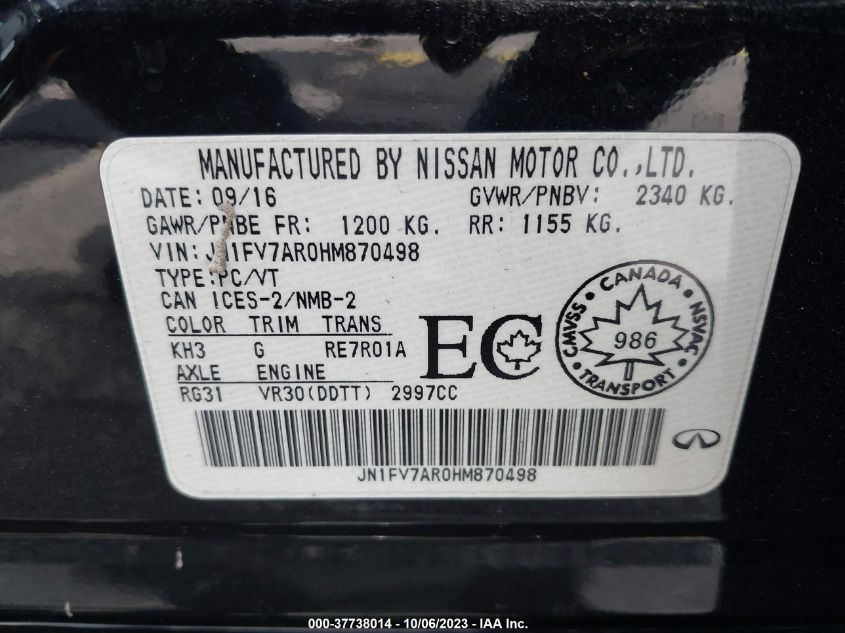 MANUFACTURED BY NISSAN MOTOR CO.,LTD.
DATE: 09/16 GVWR/PNBV: 2340 KG.
GAWR/PNBE FR: 1200 KG. RR: 1155 KG.
VIN: JN1FV7AR0HM870498
TYPE:PC/VT
CAN ICES-2/NMB-2
COLOR TRIM TRANS
KH3 G RE7R01A
AXLE ENGINE
RG31 VR30(DDTT) 2997CC
EC
CMVSS • CANADA • NSVAC • TRANSPORT •
986
JN1FV7AR0HM870498
000-37738014 - 10/06/2023 - IAA Inc.